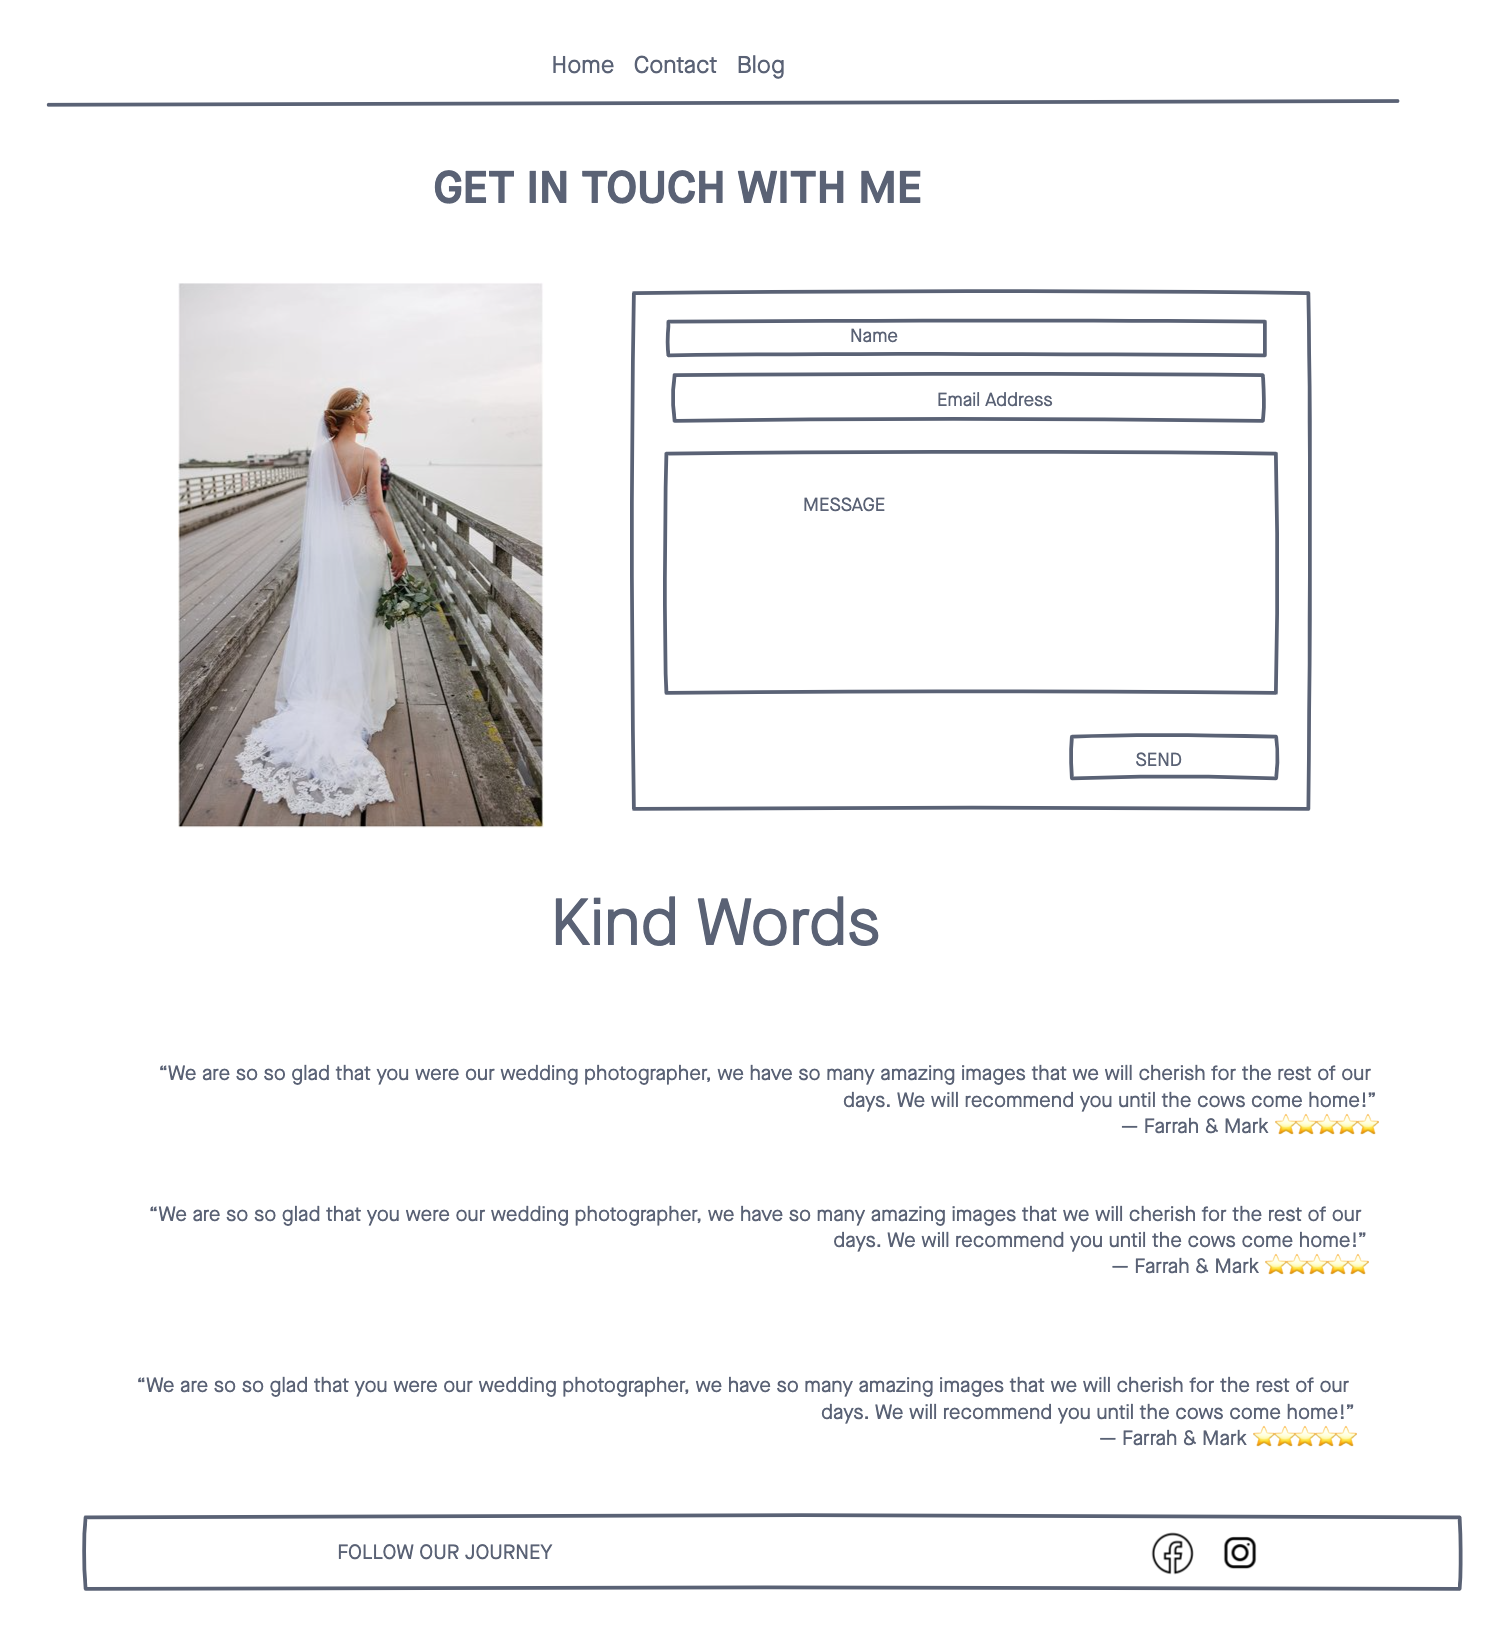 Home Contact Blog
GET IN TOUCH WITH ME
Name
Email Address
MESSAGE
SEND
Kind Words
“We are so so glad that you were our wedding photographer, we have so many amazing images that we will cherish for the rest of our
days. We will recommend you until the cows come home!”
— Farrah & Mark ⭐⭐⭐⭐⭐
“We are so so glad that you were our wedding photographer, we have so many amazing images that we will cherish for the rest of our
days. We will recommend you until the cows come home!”
— Farrah & Mark ⭐⭐⭐⭐⭐
“We are so so glad that you were our wedding photographer, we have so many amazing images that we will cherish for the rest of our
days. We will recommend you until the cows come home!”
— Farrah & Mark ⭐⭐⭐⭐⭐
FOLLOW OUR JOURNEY